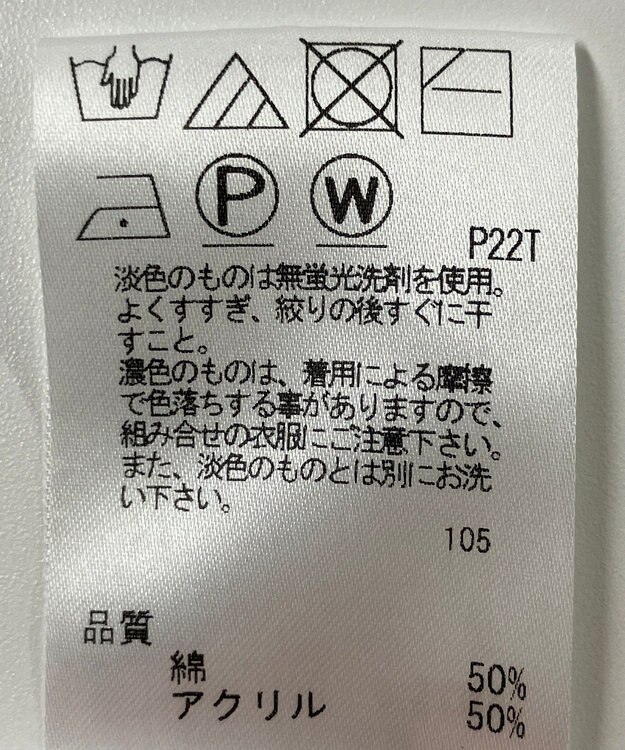 P
W
P22T
淡色のものは無蛍光洗剤を使用。
よくすすぎ、絞りの後すぐに干
すこと。
濃色のものは、着用による摩擦
で色落ちする事がありますので、
組み合せの衣服にご注意下さい。
また、淡色のものとは別にお洗
い下さい。
105
品質
綿 50%
アクリル 50%